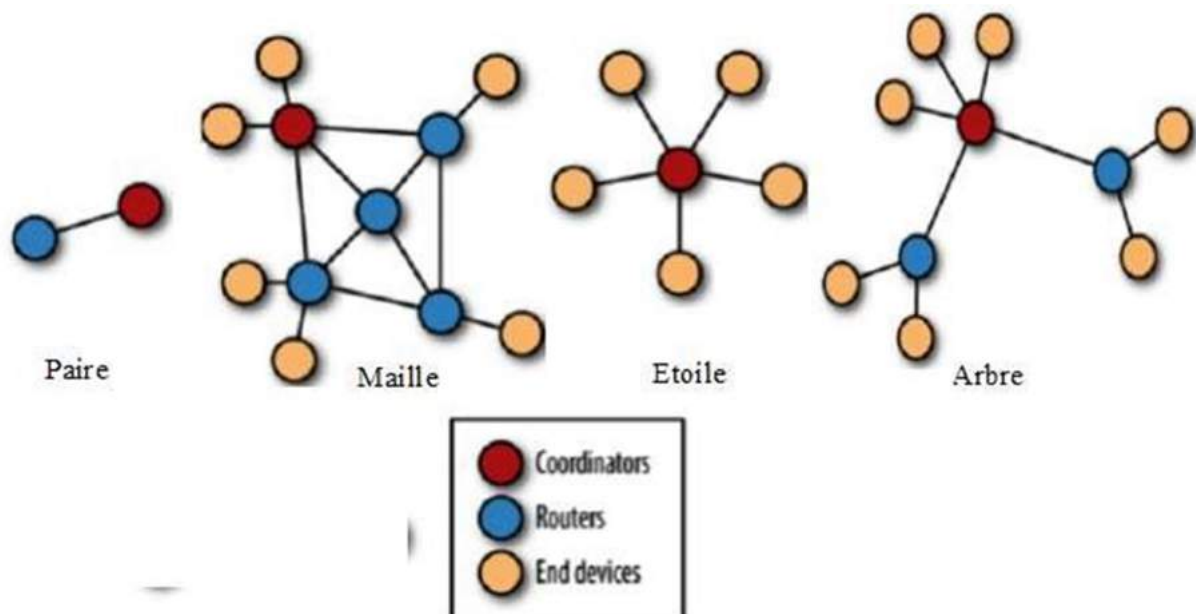 Paire
Maille
Etoile
Arbre
Coordinators
Routers
End devices